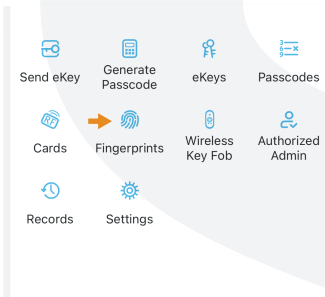 Send eKey
Generate
Passcode
eKeys
Passcodes
Cards
Fingerprints
Wireless
Key Fob
Authorized
Admin
Records
Settings